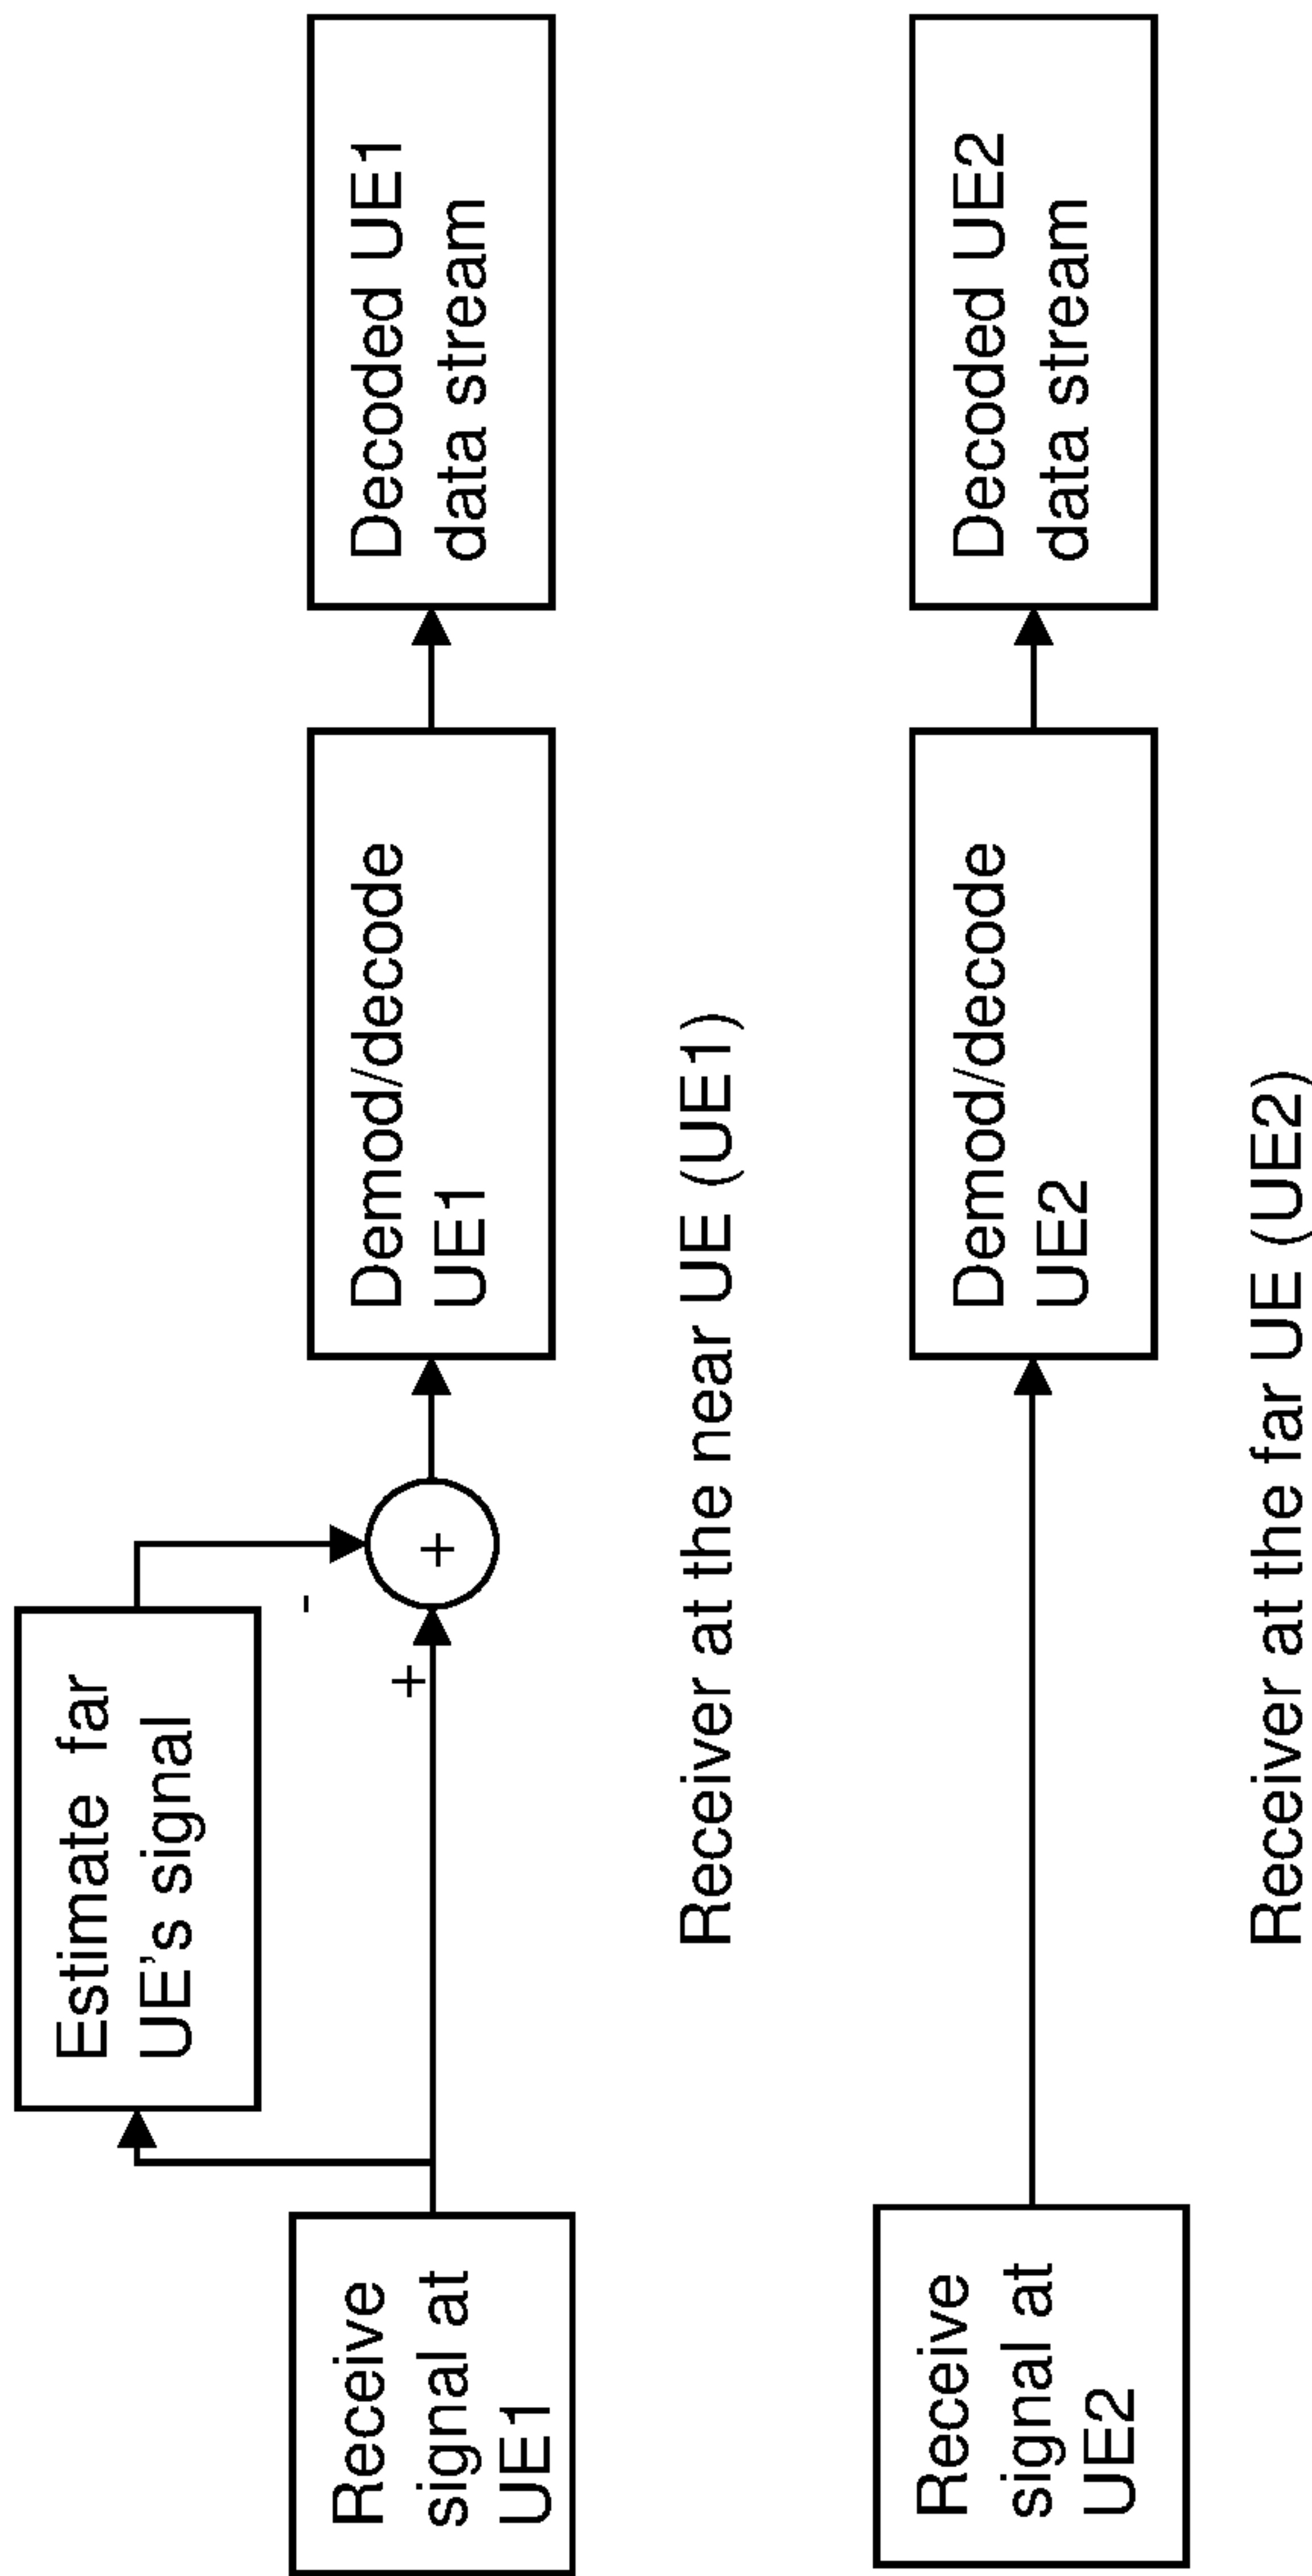 Receive
signal at
UE1
Estimate far
UE's signal
-
+
+
Demod/decode
UE1
Decoded UE1
data stream
Receiver at the near UE (UE1)
Receive
signal at
UE2
Demod/decode
UE2
Decoded UE2
data stream
Receiver at the far UE (UE2)